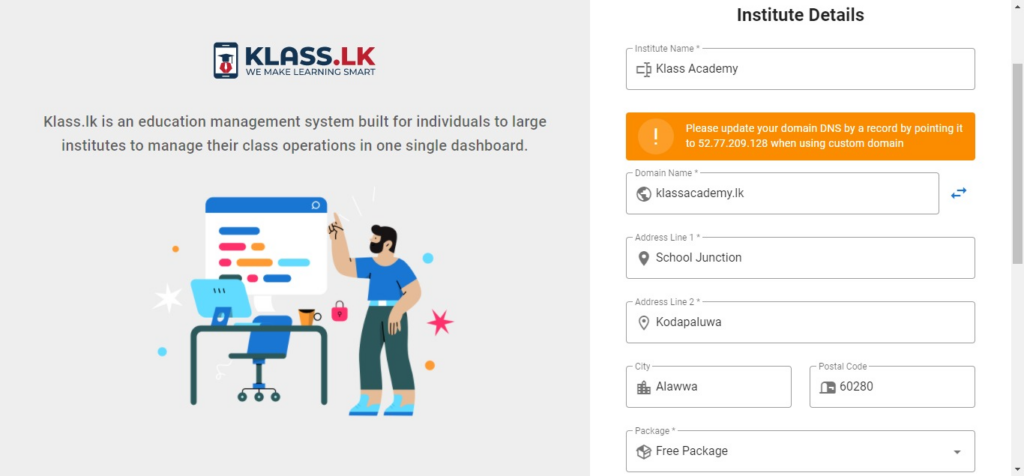 KLASS.LK
WE MAKE LEARNING SMART
Klass.lk is an education management system built for individuals to large
institutes to manage their class operations in one single dashboard.
Institute Details
Institute Name *
Klass Academy
Please update your domain DNS by a record by pointing it
to 52.77.209.128 when using custom domain
Domain Name *
klassacademy.lk
Address Line 1 *
School Junction
Address Line 2 *
Kodapaluwa
City
Alawwa
Postal Code
60280
Package *
Free Package